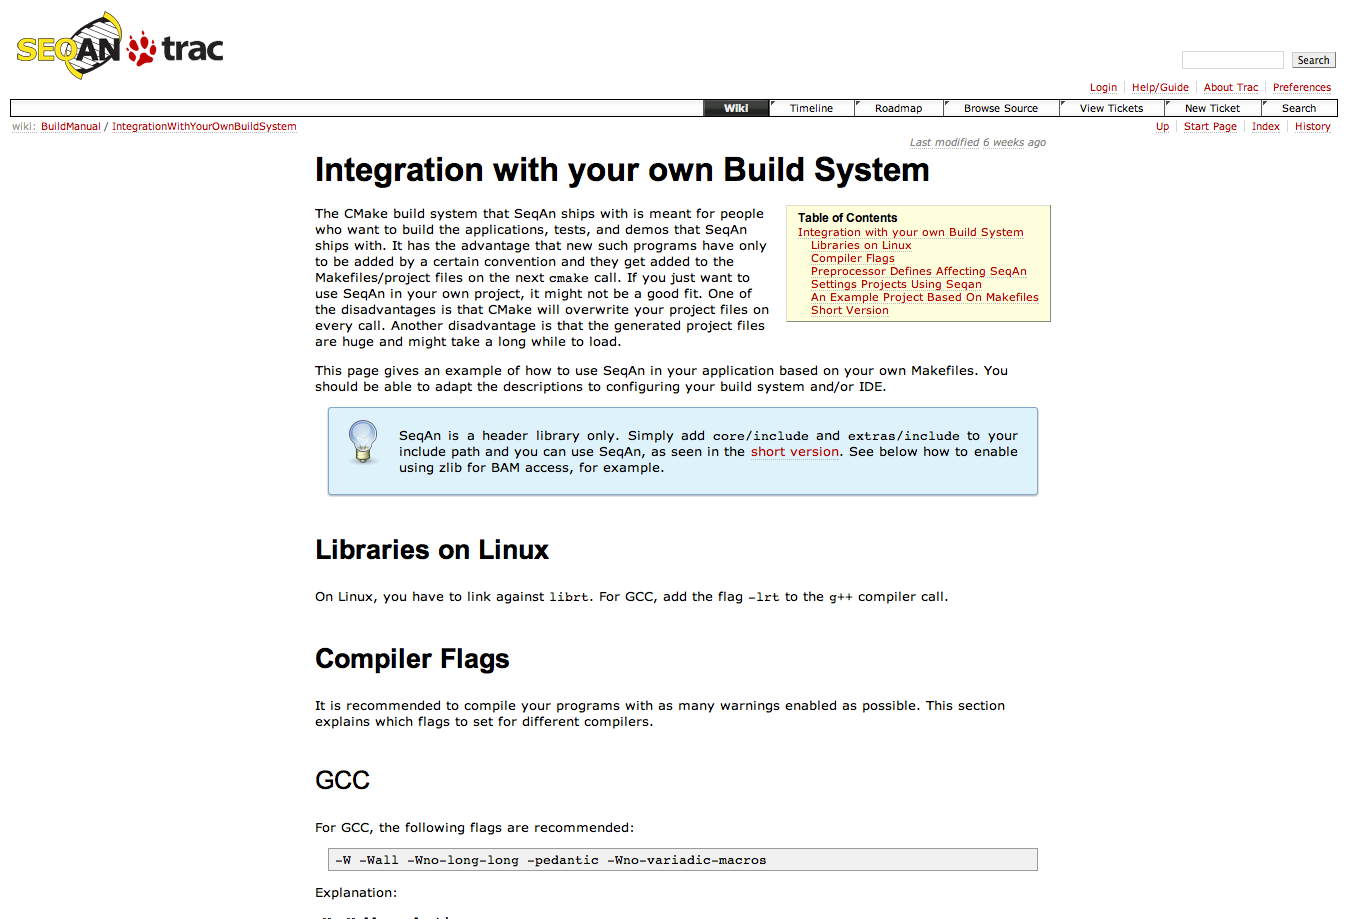 SEQAN trac
Search
Login Help/Guide About Trac Preferences
Wiki Timeline Roadmap Browse Source View Tickets New Ticket Search
wiki: BuildManual / IntegrationWithYourOwnBuildSystem
Up Start Page Index History
Last modified 6 weeks ago
Integration with your own Build System
The CMake build system that SeqAn ships with is meant for people
who want to build the applications, tests, and demos that SeqAn
ships with. It has the advantage that new such programs have only
to be added by a certain convention and they get added to the
Makefiles/project files on the next cmake call. If you just want to
use SeqAn in your own project, it might not be a good fit. One of
the disadvantages is that CMake will overwrite your project files on
every call. Another disadvantage is that the generated project files
are huge and might take a long while to load.
Table of Contents
Integration with your own Build System
Libraries on Linux
Compiler Flags
Preprocessor Defines Affecting SeqAn
Settings Projects Using Seqan
An Example Project Based On Makefiles
Short Version
This page gives an example of how to use SeqAn in your application based on your own Makefiles. You
should be able to adapt the descriptions to configuring your build system and/or IDE.
SeqAn is a header library only. Simply add core/include and extras/include to your
include path and you can use SeqAn, as seen in the short version. See below how to enable
using zlib for BAM access, for example.
Libraries on Linux
On Linux, you have to link against librt. For GCC, add the flag -lrt to the g++ compiler call.
Compiler Flags
It is recommended to compile your programs with as many warnings enabled as possible. This section
explains which flags to set for different compilers.
GCC
For GCC, the following flags are recommended:
-W -Wall -Wno-long-long -pedantic -Wno-variadic-macros
Explanation: